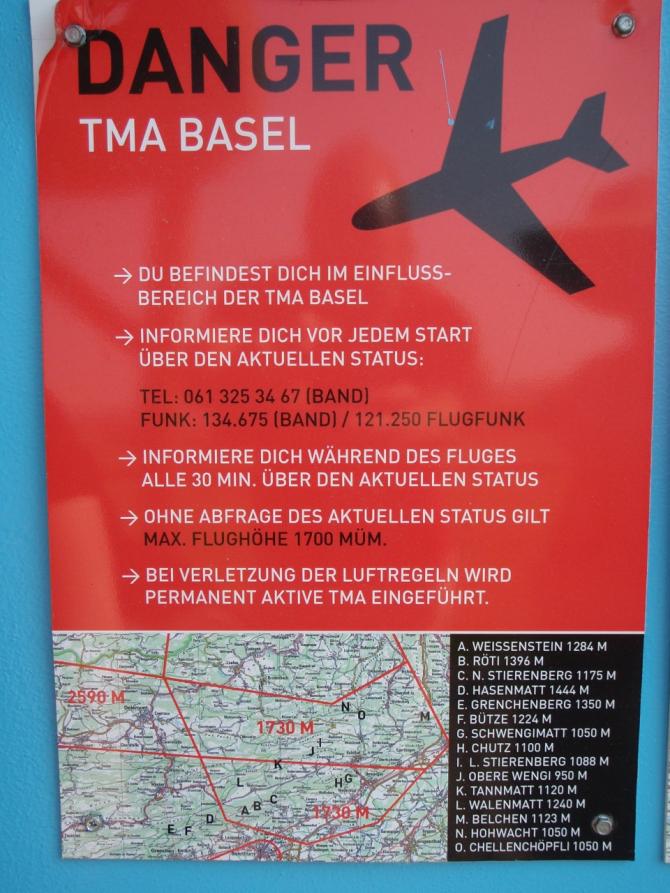 DANGER
TMA BASEL
→ DU BEFINDEST DICH IM EINFLUSS-
BEREICH DER TMA BASEL
→ INFORMIERE DICH VOR JEDEM START
ÜBER DEN AKTUELLEN STATUS:
TEL: 061 325 34 67 (BAND)
FUNK: 134.675 (BAND) / 121.250 FLUGFUNK
→ INFORMIERE DICH WÄHREND DES FLUGES
ALLE 30 MIN. ÜBER DEN AKTUELLEN STATUS
→ OHNE ABFRAGE DES AKTUELLEN STATUS GILT
MAX. FLUGHÖHE 1700 MÜM.
→ BEI VERLETZUNG DER LUFTREGELN WIRD
PERMANENT AKTIVE TMA EINGEFÜHRT.
2590 M
1730 M
N
O
M
J
I
K
L
H G
A B C
D
E F
1730 M
A. WEISSENSTEIN 1284 M
B. RÖTI 1396 M
C. N. STIERENBERG 1175 M
D. HASENMATT 1444 M
E. GRENCHENBERG 1350 M
F. BÜTZE 1224 M
G. SCHWENGIMATT 1050 M
H. CHUTZ 1100 M
I. L. STIERENBERG 1088 M
J. OBERE WENGI 950 M
K. TANNMATT 1120 M
L. WALENMATT 1240 M
M. BELCHEN 1123 M
N. HOHWACHT 1050 M
O. CHELLENCHÖPFLI 1050 M